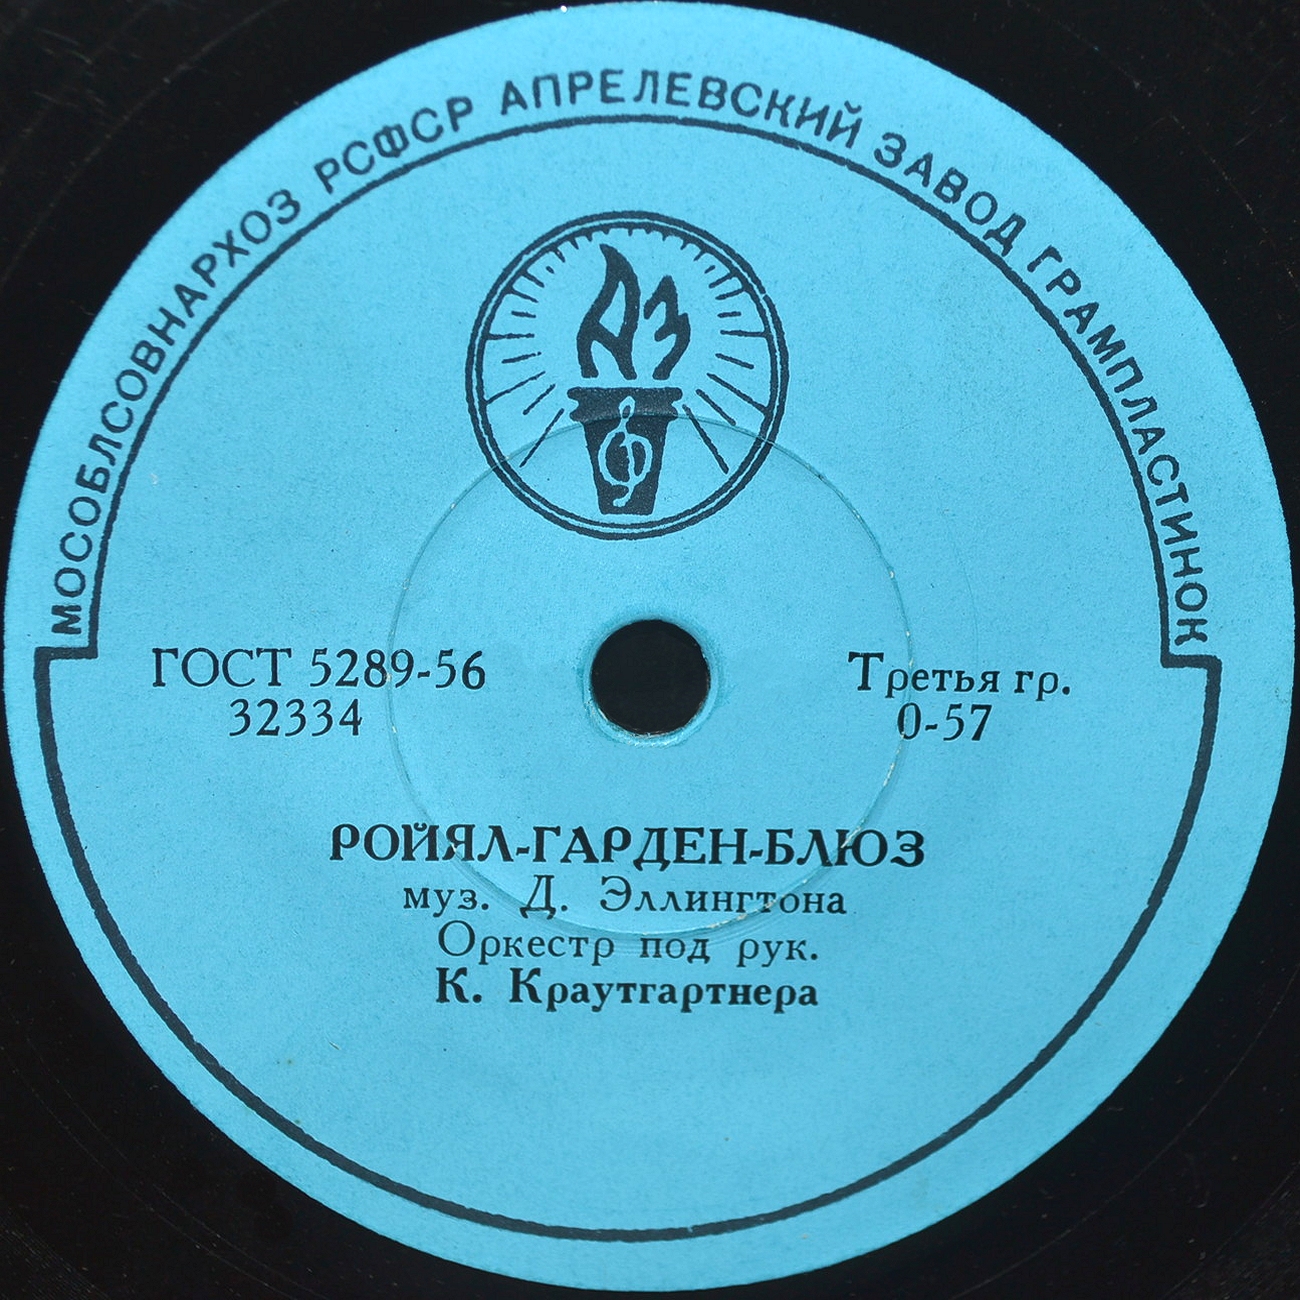 МОСОБЛСОВНАРХОЗ РСФСР АПРЕЛЕВСКИЙ ЗАВОД ГРАМПЛАСТИНОК
АЗ
ГОСТ 5289-56
32334
Третья гр.
0-57
РОЙЯЛ-ГАРДЕН-БЛЮЗ
муз. Д. Эллингтона
Оркестр под рук.
К. Краутгартнера